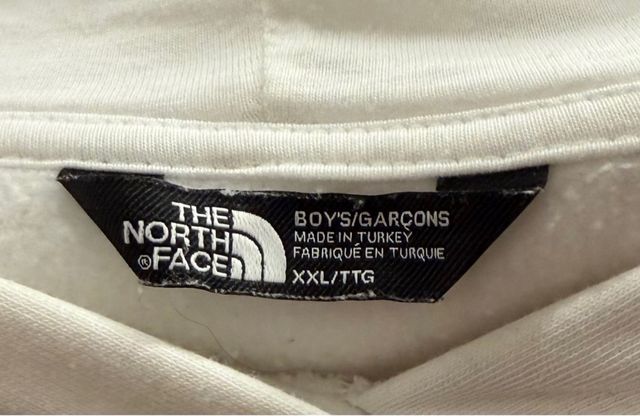 THE
NORTH
®FACE
BOY'S/GARÇONS
MADE IN TURKEY
FABRIQUÉ EN TURQUIE
XXL/TTG